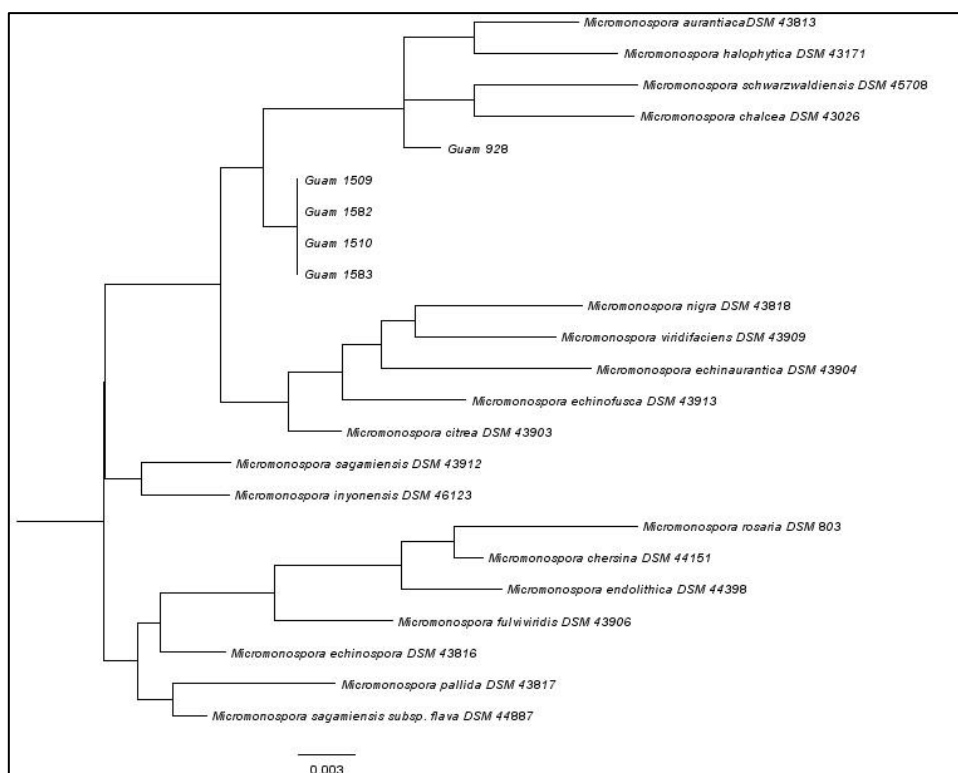 Micromonospora aurantiacaDSM 43813
Micromonospora halophytica DSM 43171
Micromonospora schwarzwaldiensis DSM 45708
Micromonospora chalcea DSM 43026
Guam 928
Guam 1509
Guam 1582
Guam 1510
Guam 1583
Micromonospora nigra DSM 43818
Micromonospora viridifaciens DSM 43909
Micromonospora echinaurantica DSM 43904
Micromonospora echinofusca DSM 43913
Micromonospora citrea DSM 43903
Micromonospora sagamiensis DSM 43912
Micromonospora inyonensis DSM 46123
Micromonospora rosaria DSM 803
Micromonospora chersina DSM 44151
Micromonospora endolithica DSM 44398
Micromonospora fulviviridis DSM 43906
Micromonospora echinospora DSM 43816
Micromonospora pallida DSM 43817
Micromonospora sagamiensis subsp. flava DSM 44887
0.003